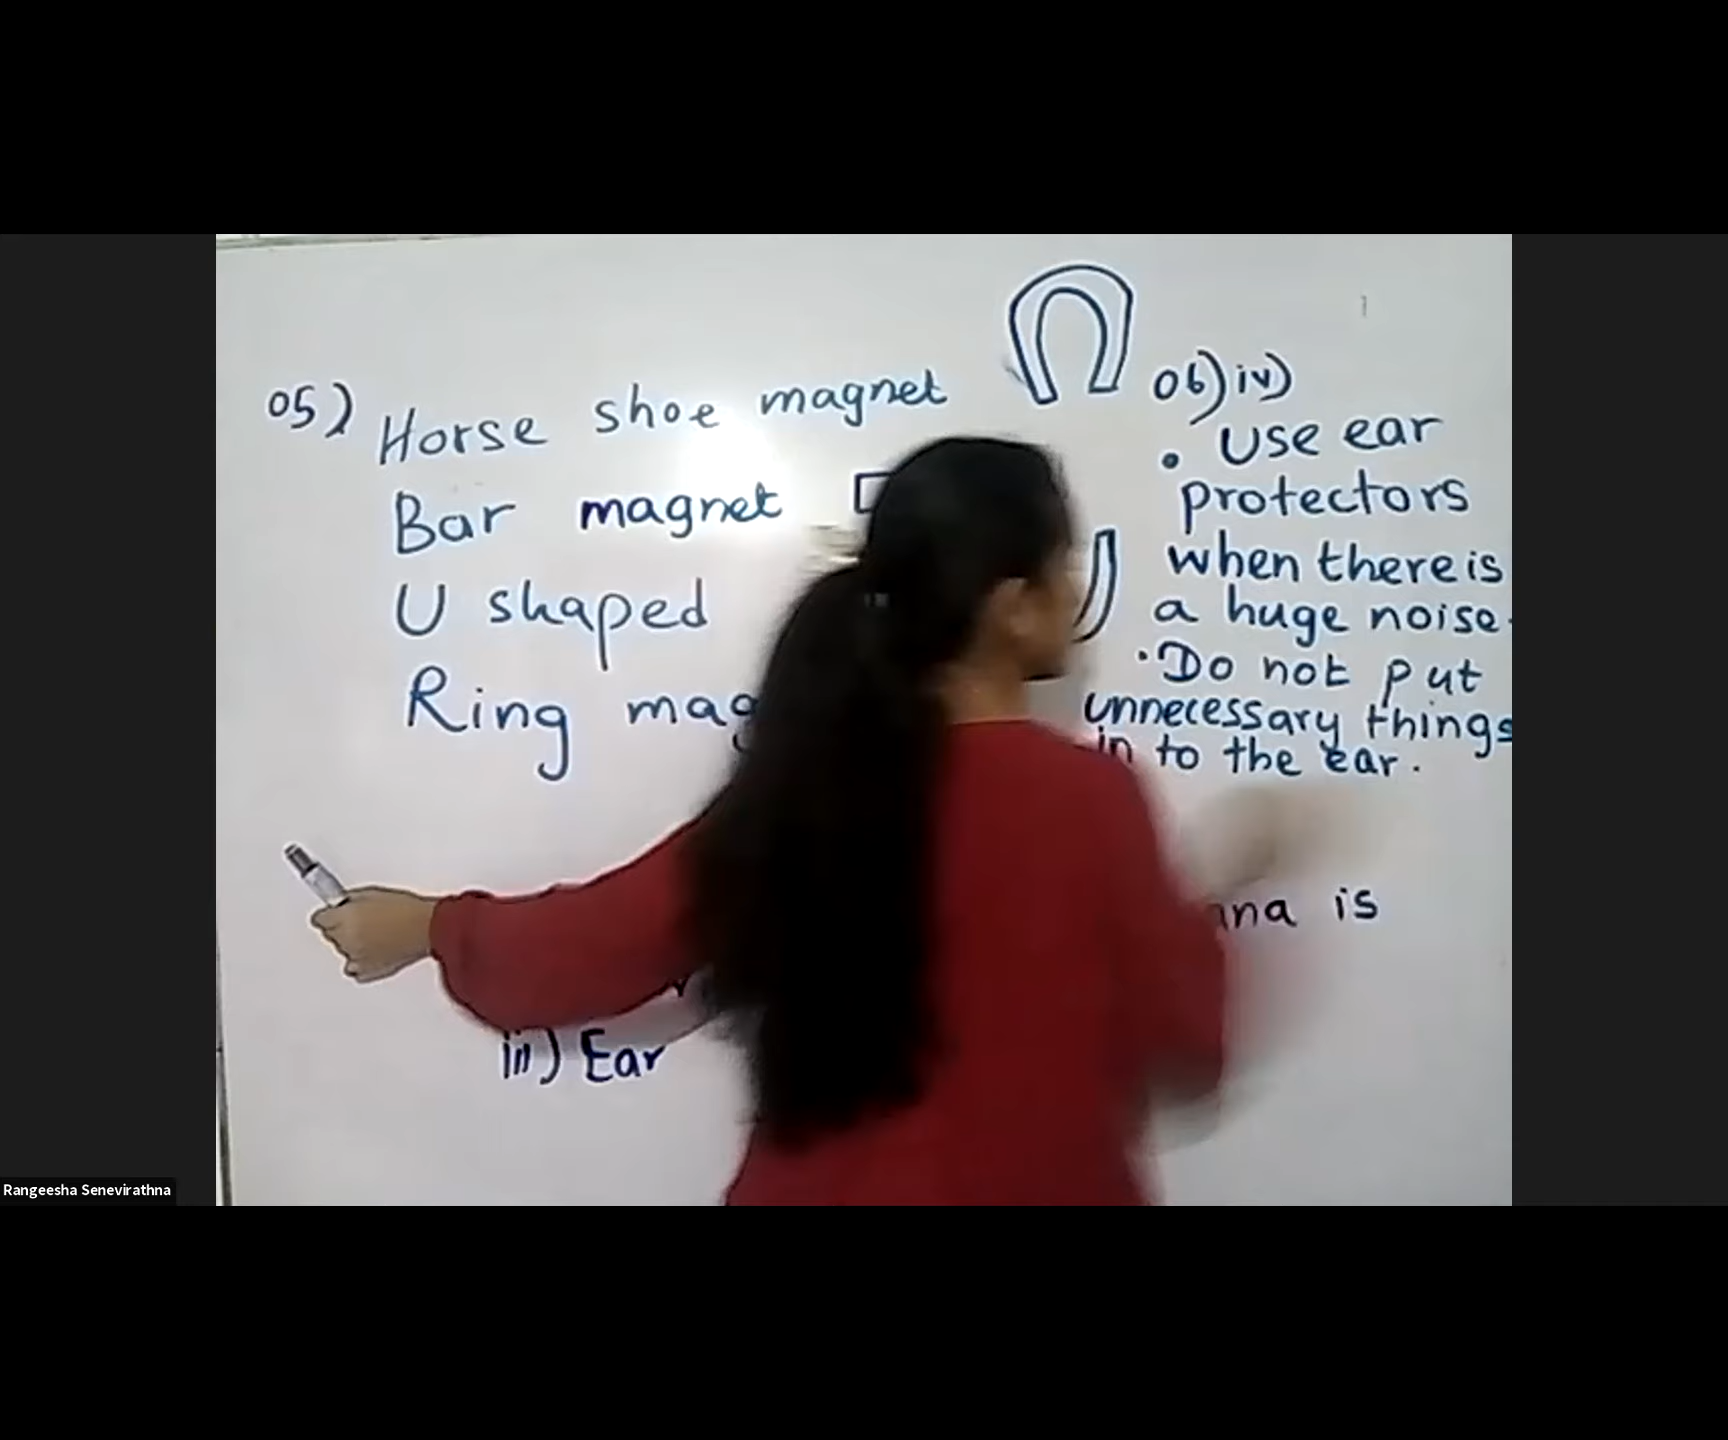 05) Horse shoe magnet
Bar magnet
U shaped
Ring
06) iv)
• Use ear
protectors
when there is
a huge noise.
• Do not put
unnecessary things
in to the ear.
is
iii) Ear
Rangeesha Senevirathna